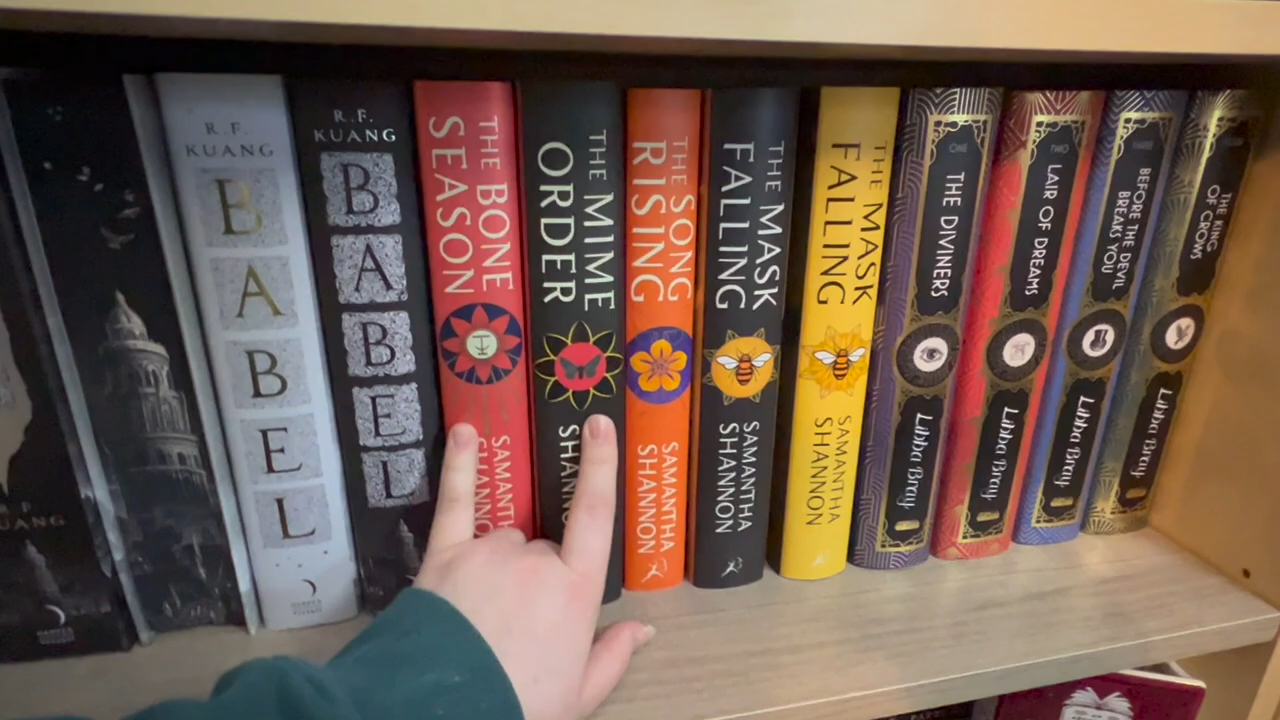 R.F.
KUANG
BABEL
R.F.
KUANG
BABEL
THE BONE
SEASON
SAMANTHA
THE MIME
ORDER
THE SONG
RISING
SAMANTHA
SHANNON
THE MASK
FALLING
SAMANTHA
SHANNON
THE MASK
FALLING
SAMANTHA
SHANNON
ONE
THE DIVINERS
Libba Bray
TWO
LAIR OF DREAMS
Libba Bray
THREE
BEFORE THE DEVIL
BREAKS YOU
Libba Bray
THE KING
OF CROWS
Libba Bray